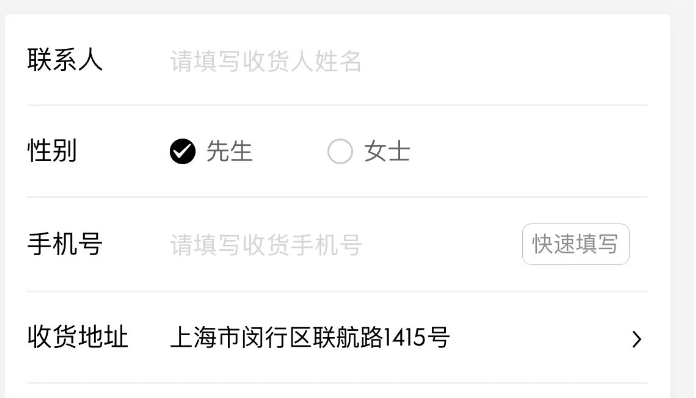 联系人 请填写收货人姓名
性别 先生 女士
手机号 请填写收货手机号 快速填写
收货地址 上海市闵行区联航路1415号